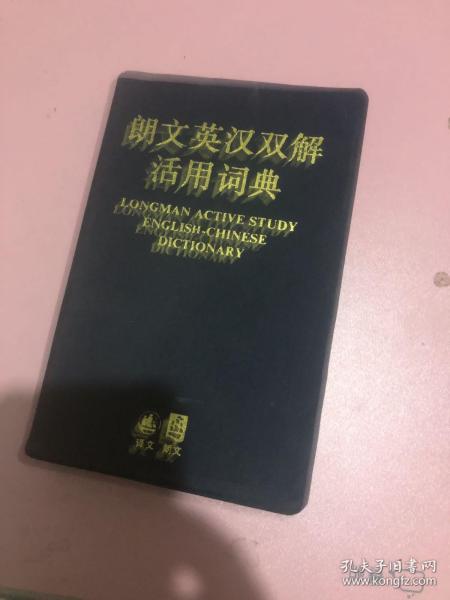 朗文英汉双解
活用词典
LONGMAN ACTIVE STUDY
ENGLISH-CHINESE
DICTIONARY
译文 朗文
孔夫子旧书网
www.kongfz.com